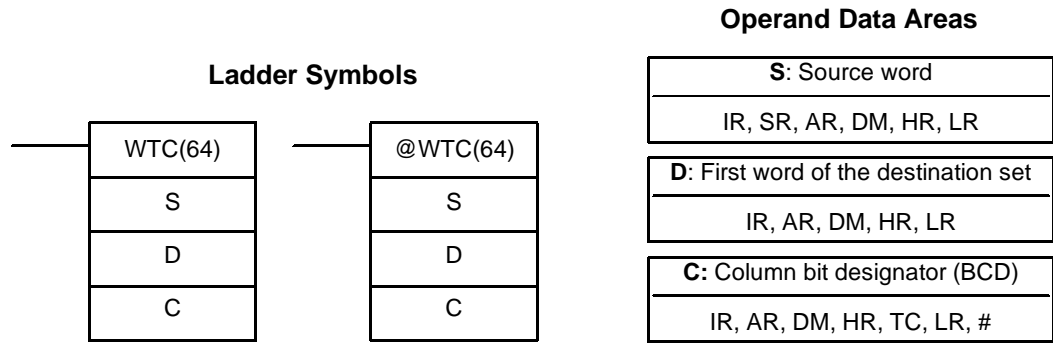 Ladder Symbols
WTC(64)
S
D
C
@WTC(64)
S
D
C
Operand Data Areas
S: Source word
IR, SR, AR, DM, HR, LR
D: First word of the destination set
IR, AR, DM, HR, LR
C: Column bit designator (BCD)
IR, AR, DM, HR, TC, LR, #